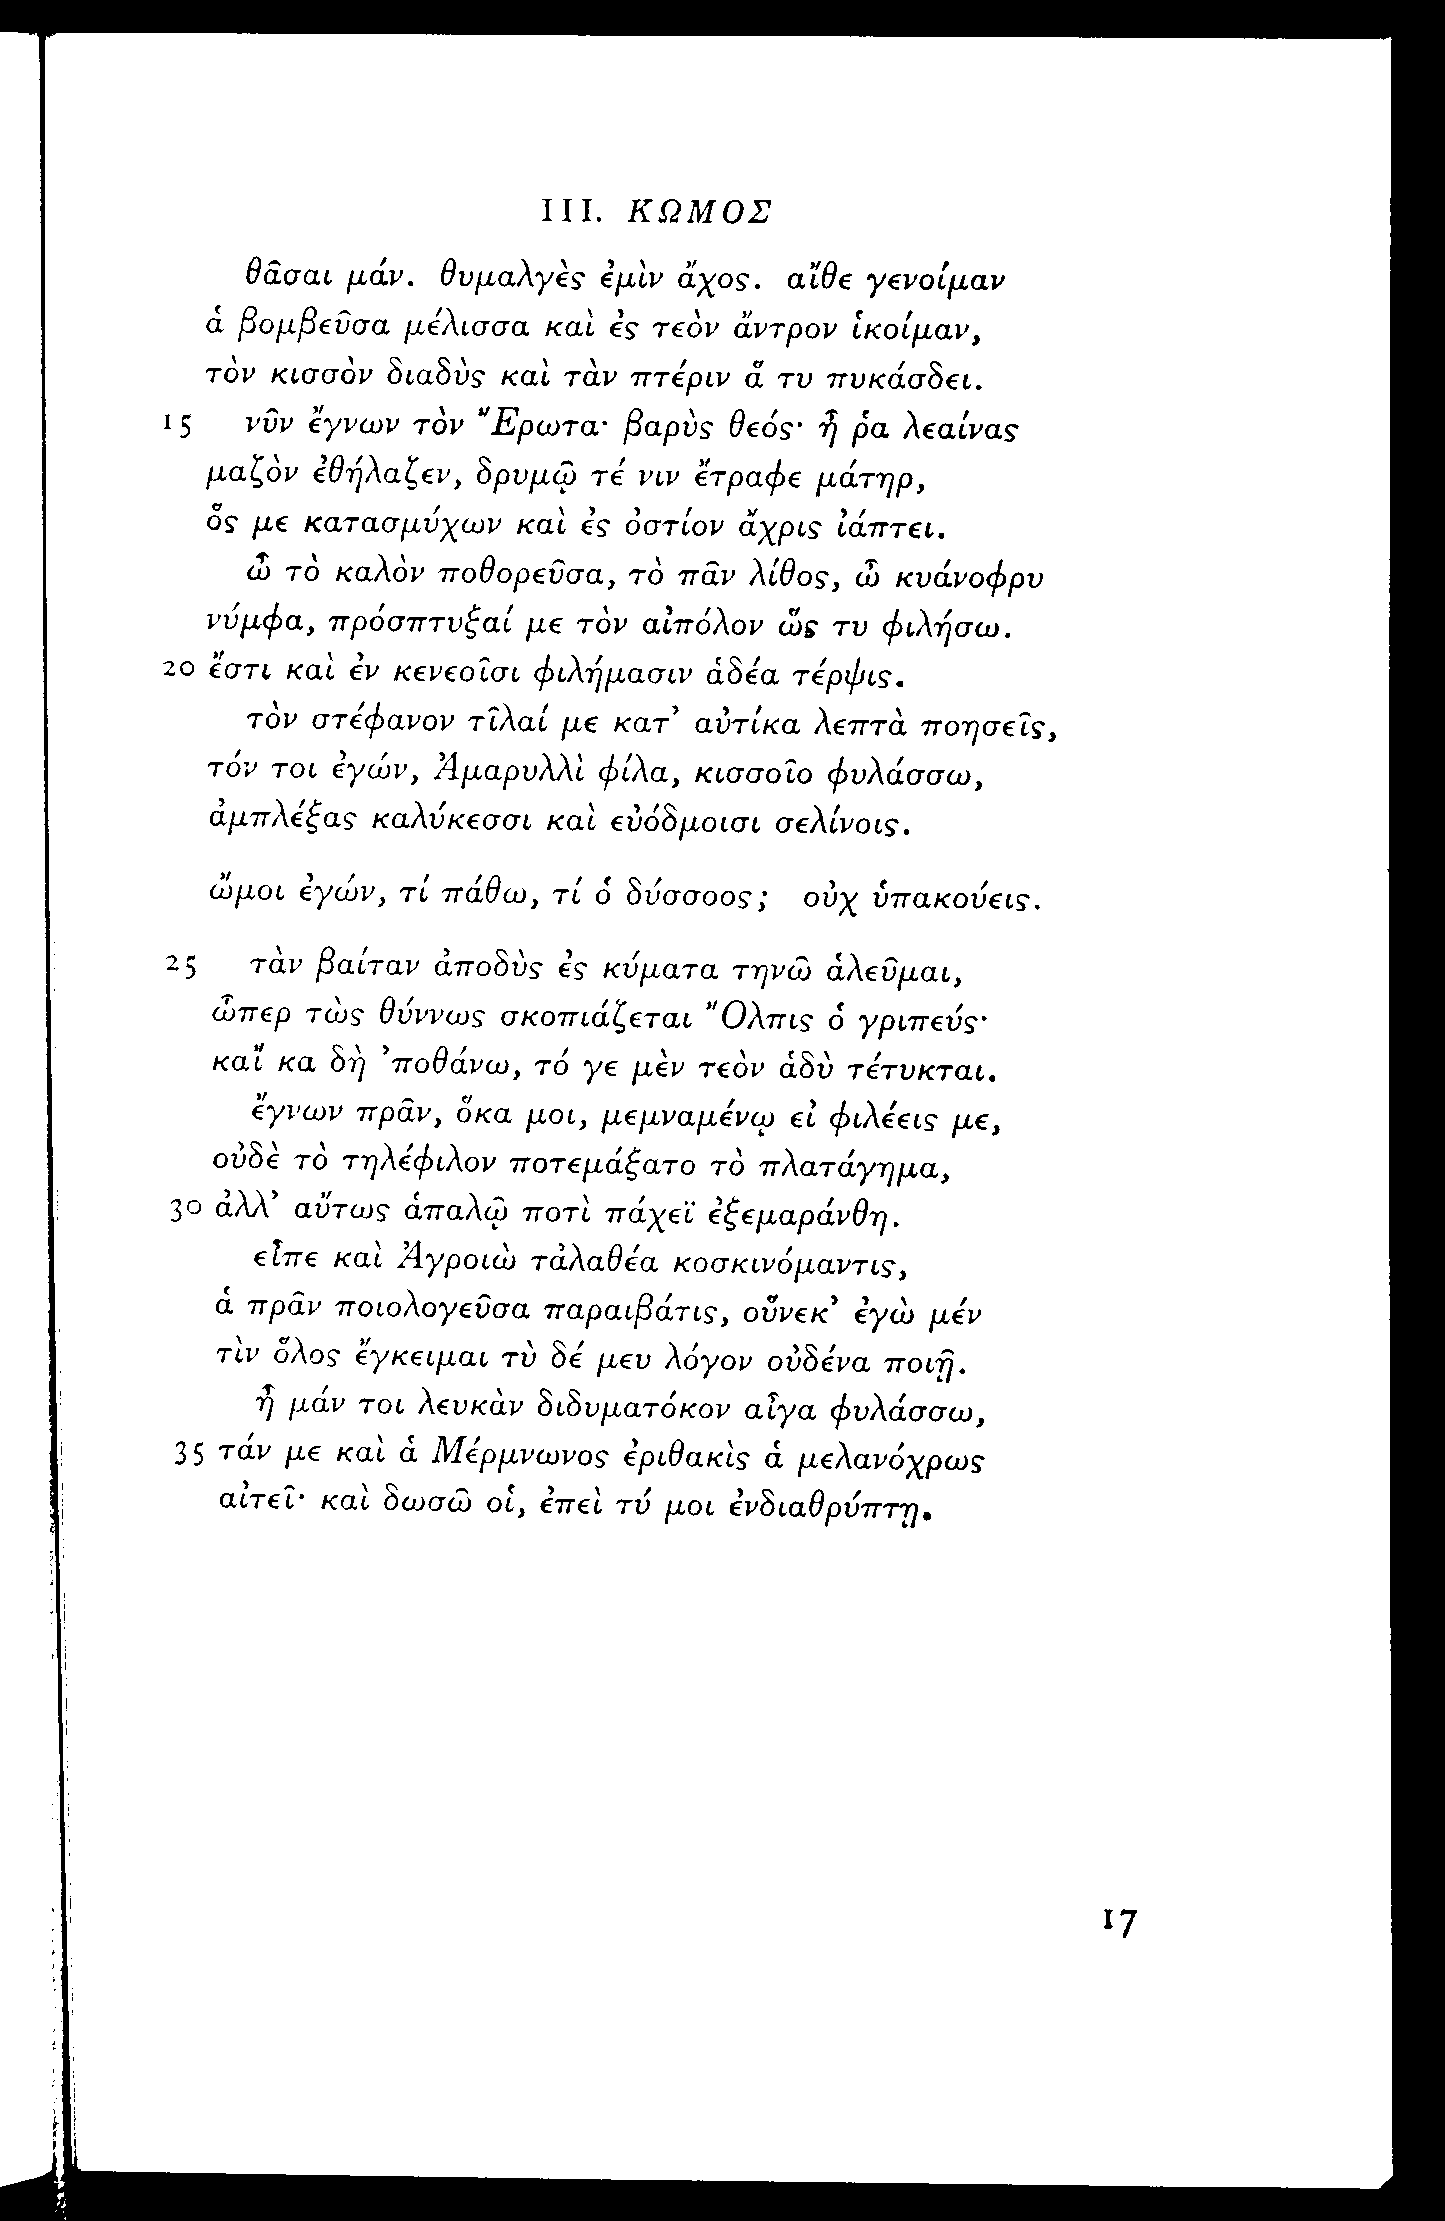 III. ΚΩΜΟΣ
θᾶσαι μάν. θυμαλγὲς ἐμὶν ἄχος. αἴθε γενοίμαν
ἁ βομβεῦσα μέλισσα καὶ ἐς τεὸν ἄντρον ἱκοίμαν,
τὸν κισσὸν διαδὺς καὶ τὰν πτέριν ᾅ τυ πυκάσδει.
15 νῦν ἔγνων τὸν Ἔρωτα· βαρὺς θεός· ἦ ῥα λεαίνας
μαζὸν ἐθήλαζεν, δρυμῷ τέ νιν ἔτραφε μάτηρ,
ὅς με κατασμύχων καὶ ἐς ὀστίον ἄχρις ἰάπτει.
ὦ τὸ καλὸν ποθορεῦσα, τὸ πᾶν λίθος, ὦ κυάνοφρυ
νύμφα, πρόσπτυξαί με τὸν αἰπόλον ὥς τυ φιλήσω.
20 ἔστι καὶ ἐν κενεοῖσι φιλήμασιν ἁδέα τέρψις.
τὸν στέφανον τῖλαί με κατ’ αὐτίκα λεπτὰ ποησεῖς,
τόν τοι ἐγών, Ἀμαρυλλὶ φίλα, κισσοῖο φυλάσσω,
ἀμπλέξας καλύκεσσι καὶ εὐόδμοισι σελίνοις.
ὤμοι ἐγών, τί πάθω, τί ὁ δύσσοος; οὐχ ὑπακούεις.
25 τὰν βαίταν ἀποδὺς ἐς κύματα τηνῶ ἁλεῦμαι,
ὧπερ τὼς θύννως σκοπιάζεται Ὄλπις ὁ γριπεύς·
καἴ κα δὴ ’ποθάνω, τό γε μὲν τεὸν ἁδὺ τέτυκται.
ἔγνων πρᾶν, ὅκα μοι, μεμναμένῳ εἰ φιλέεις με,
οὐδὲ τὸ τηλέφιλον ποτεμάξατο τὸ πλατάγημα,
30 ἀλλ’ αὔτως ἁπαλῷ ποτὶ πάχεϊ ἐξεμαράνθη.
εἶπε καὶ Ἀγροιὼ τἀλαθέα κοσκινόμαντις,
ἁ πρᾶν ποιολογεῦσα παραιβάτις, οὕνεκ’ ἐγὼ μέν
τὶν ὅλος ἔγκειμαι τὺ δέ μευ λόγον οὐδένα ποιῇ.
ἦ μάν τοι λευκὰν διδυματόκον αἶγα φυλάσσω,
35 τάν με καὶ ἁ Μέρμνωνος ἐριθακὶς ἁ μελανόχρως
αἰτεῖ· καὶ δωσῶ οἱ, ἐπεὶ τύ μοι ἐνδιαθρύπτῃ.
17